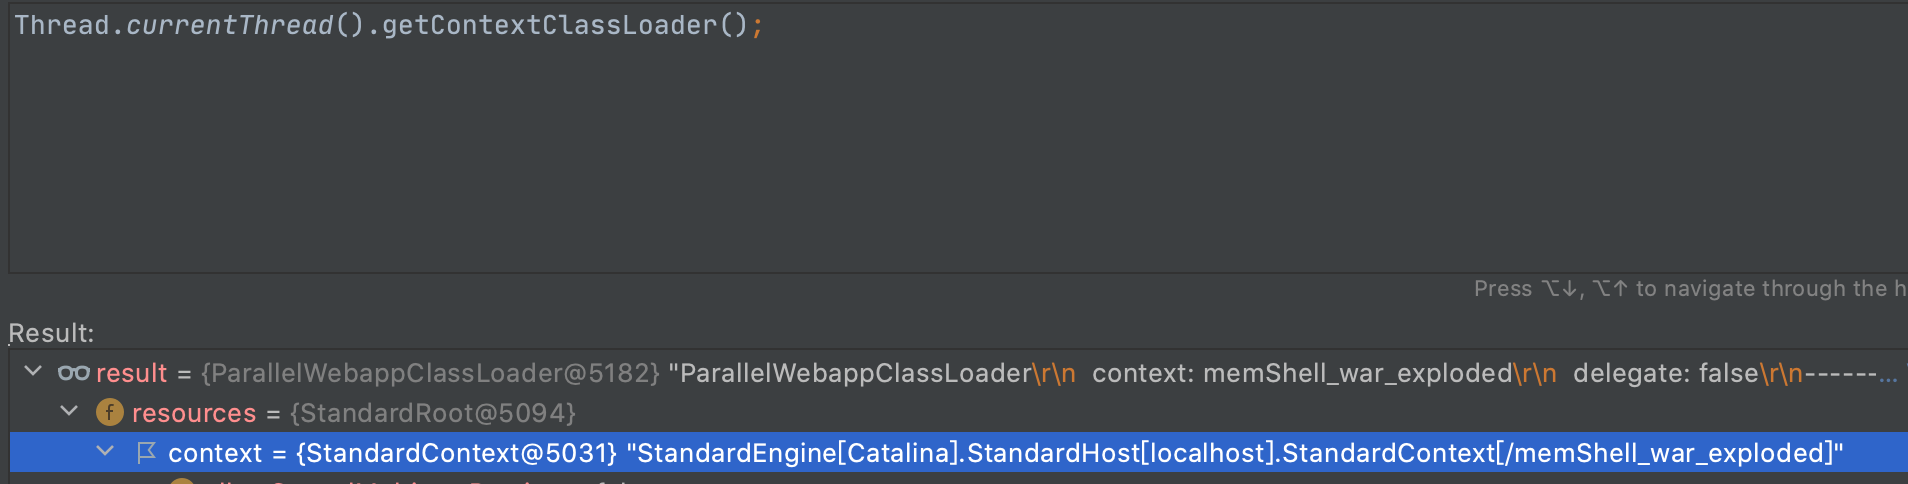 Thread.currentThread().getContextClassLoader();
Press ⌥↓, ⌥↑ to navigate through the h
Result:
result = {ParallelWebappClassLoader@5182} "ParallelWebappClassLoader\r\n  context: memShell_war_exploded\r\n  delegate: false\r\n------...
f resources = {StandardRoot@5094}
context = {StandardContext@5031} "StandardEngine[Catalina].StandardHost[localhost].StandardContext[/memShell_war_exploded]"